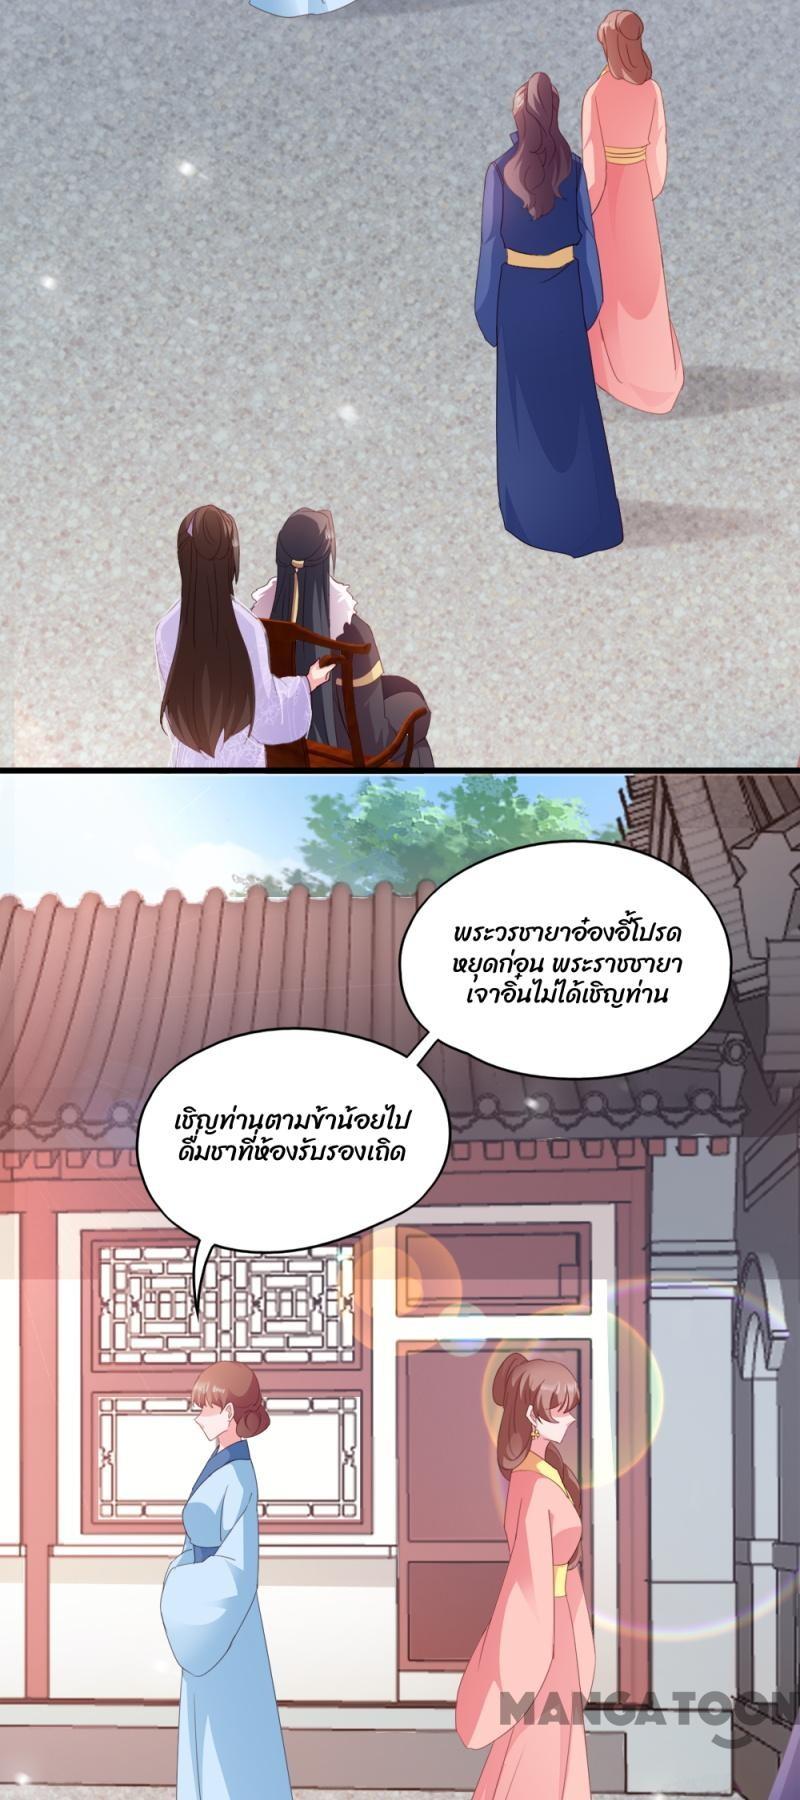 พระวรชายาอ๋องอี้โปรด
หยุดก่อน พระราชชายา
เจาอิ๋นไม่ได้เชิญท่าน
เชิญท่านตามข้าน้อยไป
ดื่มชาที่ห้องรับรองเถิด
MANGATOON